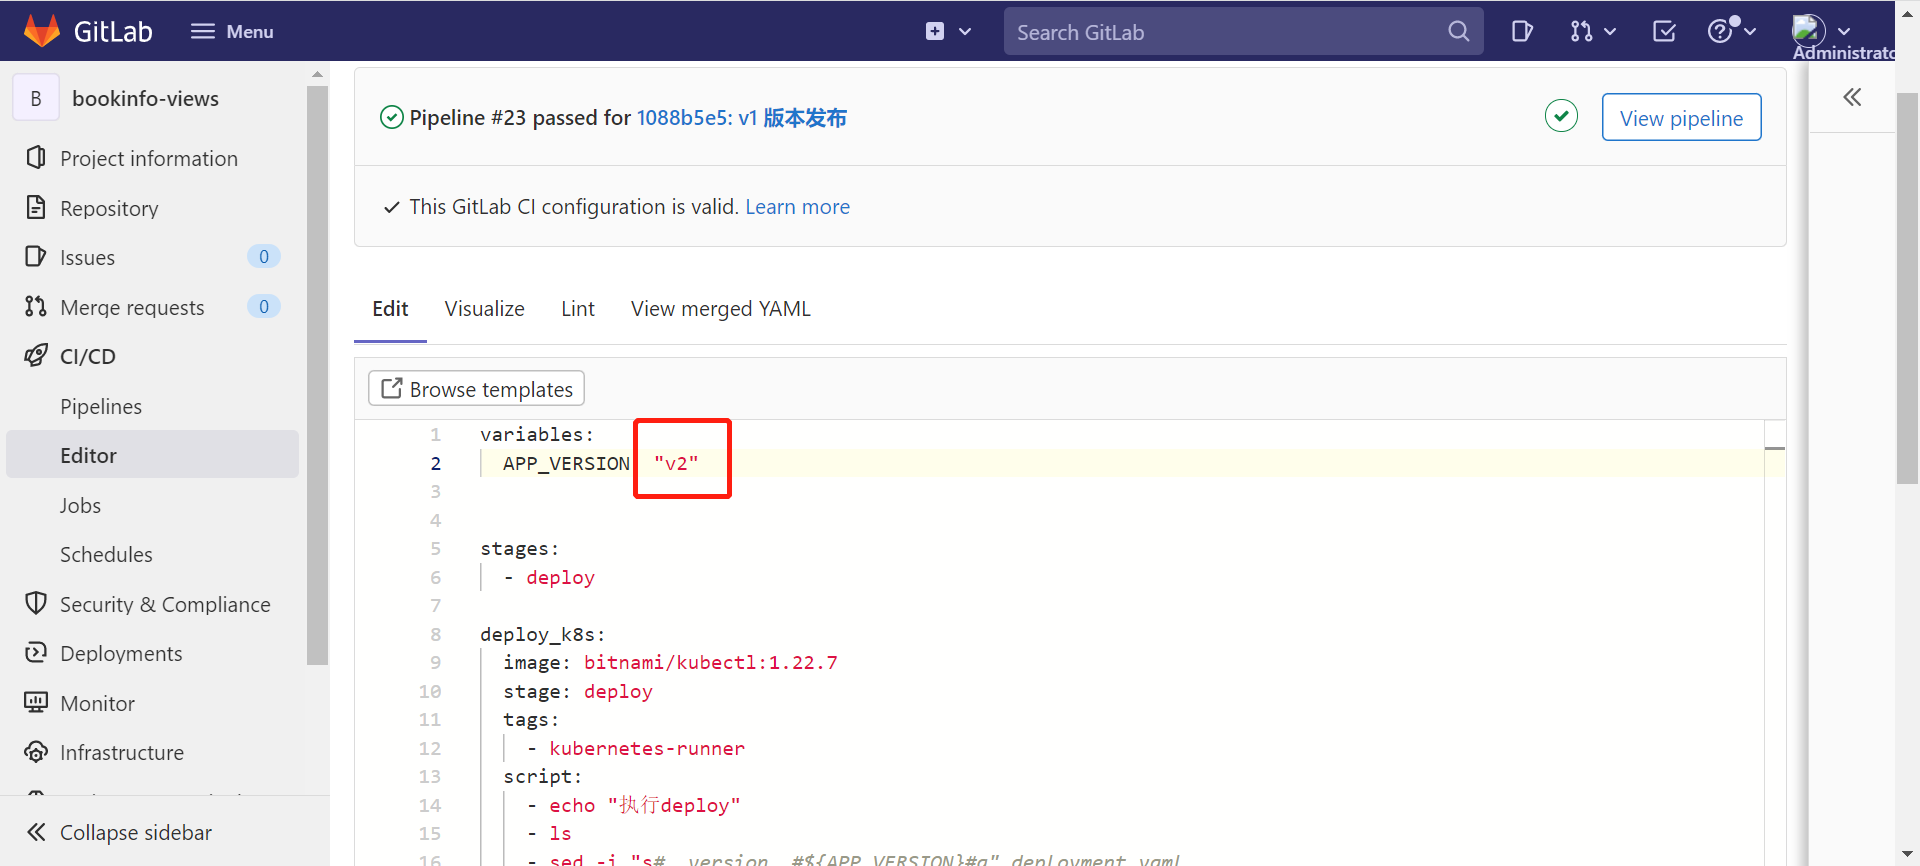 GitLab
Menu
Search GitLab
Administrato
B
bookinfo-views
Project information
Repository
Issues 0
Merge requests 0
CI/CD
Pipelines
Editor
Jobs
Schedules
Security & Compliance
Deployments
Monitor
Infrastructure
Collapse sidebar
Pipeline #23 passed for 1088b5e5: v1 版本发布
View pipeline
This GitLab CI configuration is valid. Learn more
Edit Visualize Lint View merged YAML
Browse templates
1 variables:
2 APP_VERSION "v2"
3
4
5 stages:
6 - deploy
7
8 deploy_k8s:
9 image: bitnami/kubectl:1.22.7
10 stage: deploy
11 tags:
12 - kubernetes-runner
13 script:
14 - echo "执行deploy"
15 - ls
16 - sed -i "s#__version__#${APP_VERSION}#g" deployment.yaml